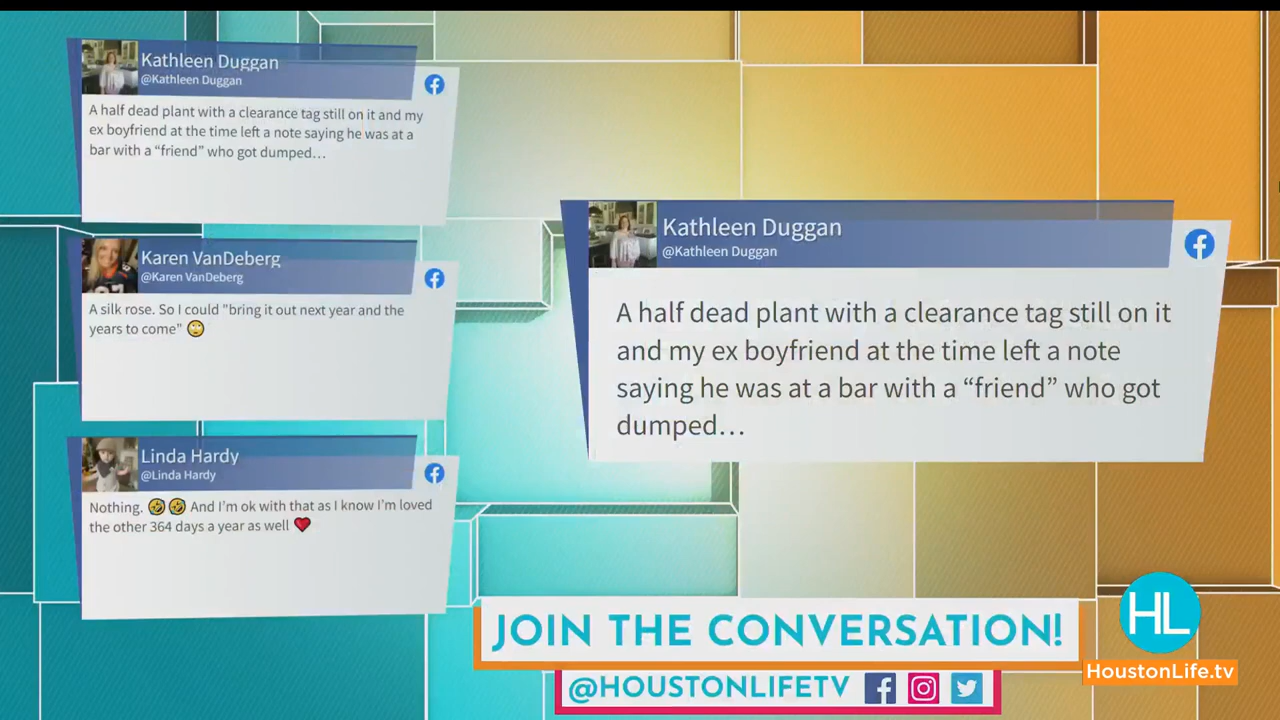 Kathleen Duggan
@Kathleen Duggan
A half dead plant with a clearance tag still on it and my
ex boyfriend at the time left a note saying he was at a
bar with a “friend” who got dumped…
Karen VanDeberg
@Karen VanDeberg
A silk rose. So I could "bring it out next year and the
years to come" 🙄
Linda Hardy
@Linda Hardy
Nothing. 🤣🤣 And I’m ok with that as I know I’m loved
the other 364 days a year as well ❤️
Kathleen Duggan
@Kathleen Duggan
A half dead plant with a clearance tag still on it
and my ex boyfriend at the time left a note
saying he was at a bar with a “friend” who got
dumped…
JOIN THE CONVERSATION!
@HOUSTONLIFETV
HL
HoustonLife.tv